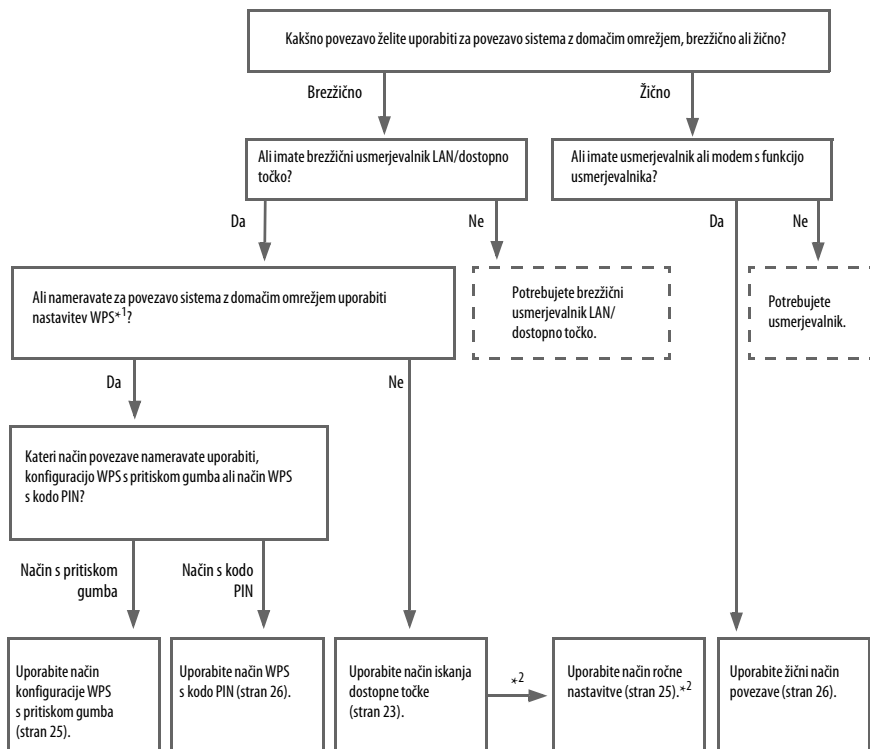 Kakšno povezavo želite uporabiti za povezavo sistema z domačim omrežjem, brezžično ali žično?
Brezžično
Žično
Ali imate brezžični usmerjevalnik LAN/dostopno
točko?
Ali imate usmerjevalnik ali modem s funkcijo
usmerjevalnika?
Da
Ne
Da
Ne
Ali nameravate za povezavo sistema z domačim omrežjem uporabiti
nastavitev WPS*1?
Potrebujete brezžični
usmerjevalnik LAN/
dostopno točko.
Potrebujete
usmerjevalnik.
Da
Ne
Kateri način povezave nameravate uporabiti,
konfiguracijo WPS s pritiskom gumba ali način WPS
s kodo PIN?
Način s pritiskom
gumba
Način s kodo
PIN
Uporabite način
konfiguracije WPS
s pritiskom gumba
(stran 25).
Uporabite način WPS
s kodo PIN (stran 26).
Uporabite način iskanja
dostopne točke
(stran 23).
*2
Uporabite način ročne
nastavitve (stran 25).*2
Uporabite žični način
povezave (stran 26).